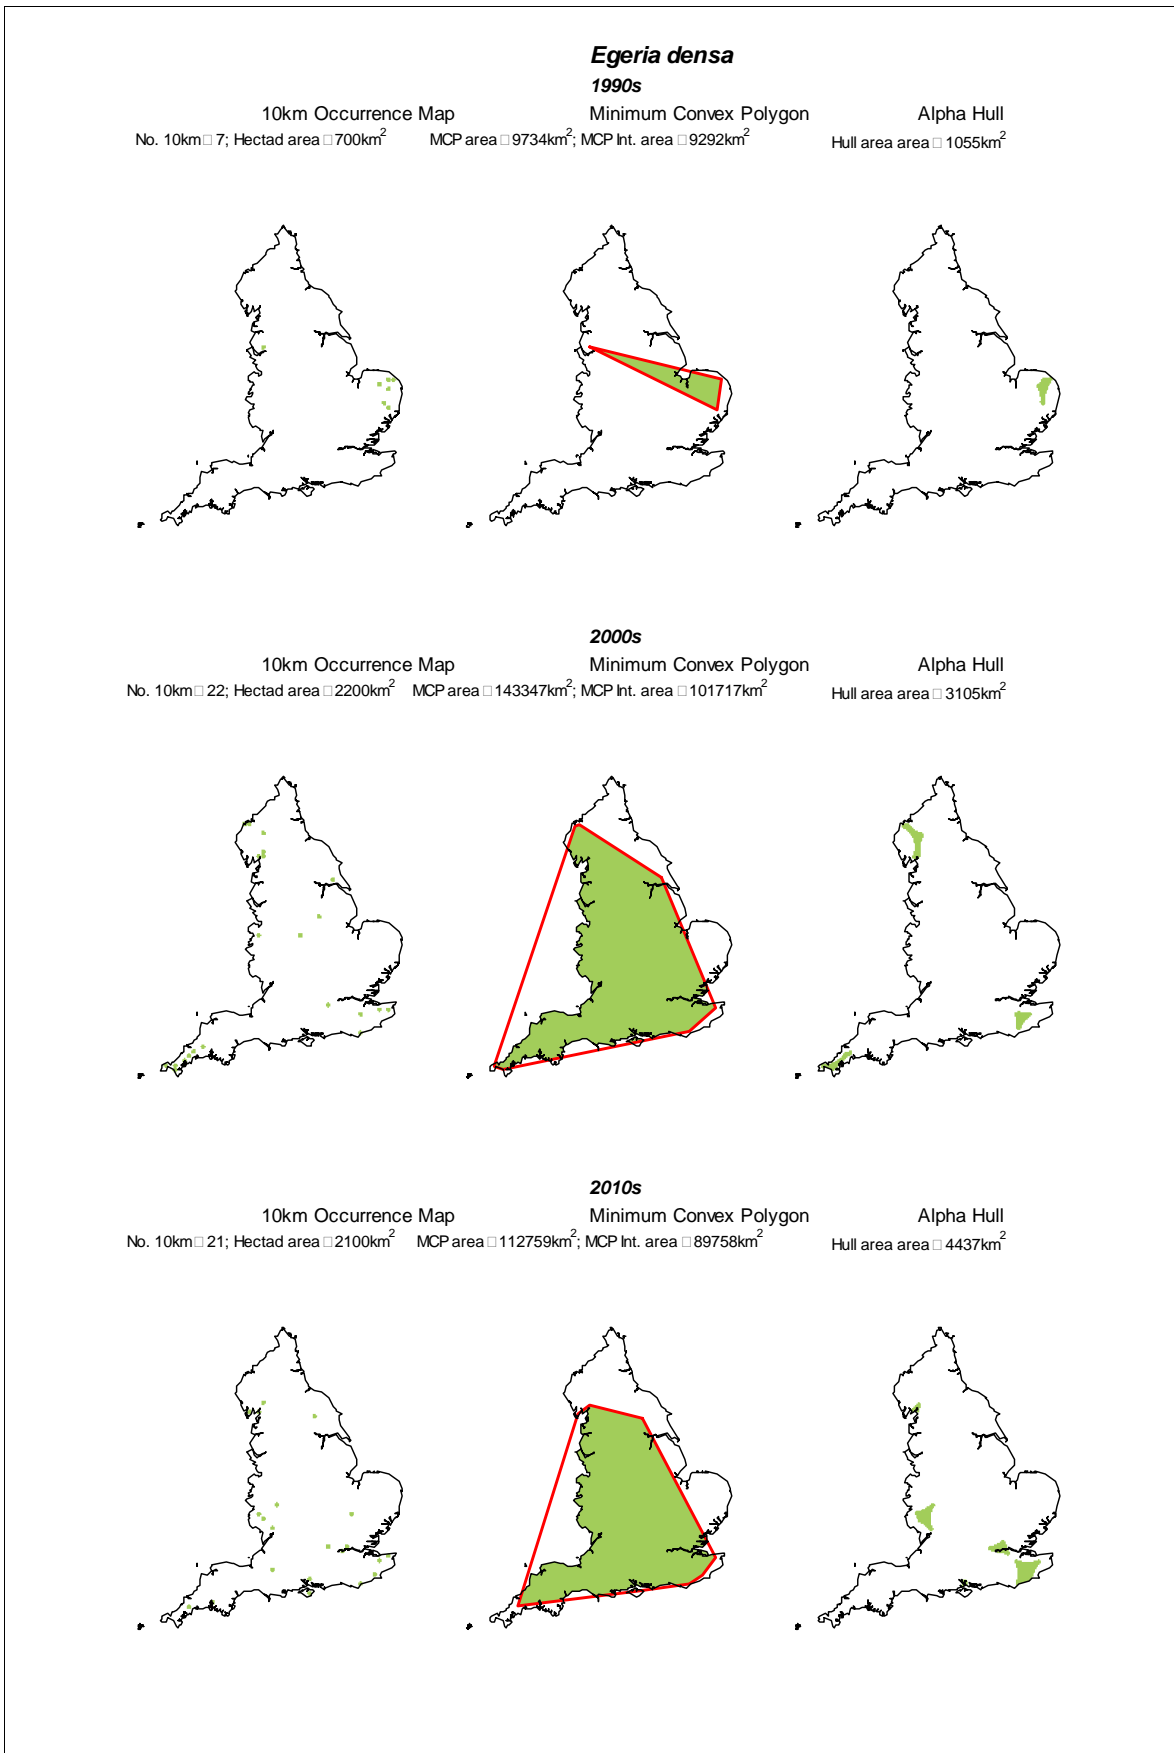 Egeria densa
1990s
10km Occurrence Map Minimum Convex Polygon Alpha Hull
No. 10km□7; Hectad area□700km² MCP area□9734km²; MCP Int. area□9292km² Hull area area□1055km²
2000s
10km Occurrence Map Minimum Convex Polygon Alpha Hull
No. 10km□22; Hectad area□2200km² MCP area□143347km²; MCP Int. area□101717km² Hull area area□3105km²
2010s
10km Occurrence Map Minimum Convex Polygon Alpha Hull
No. 10km□21; Hectad area□2100km² MCP area□112759km²; MCP Int. area□89758km² Hull area area□4437km²